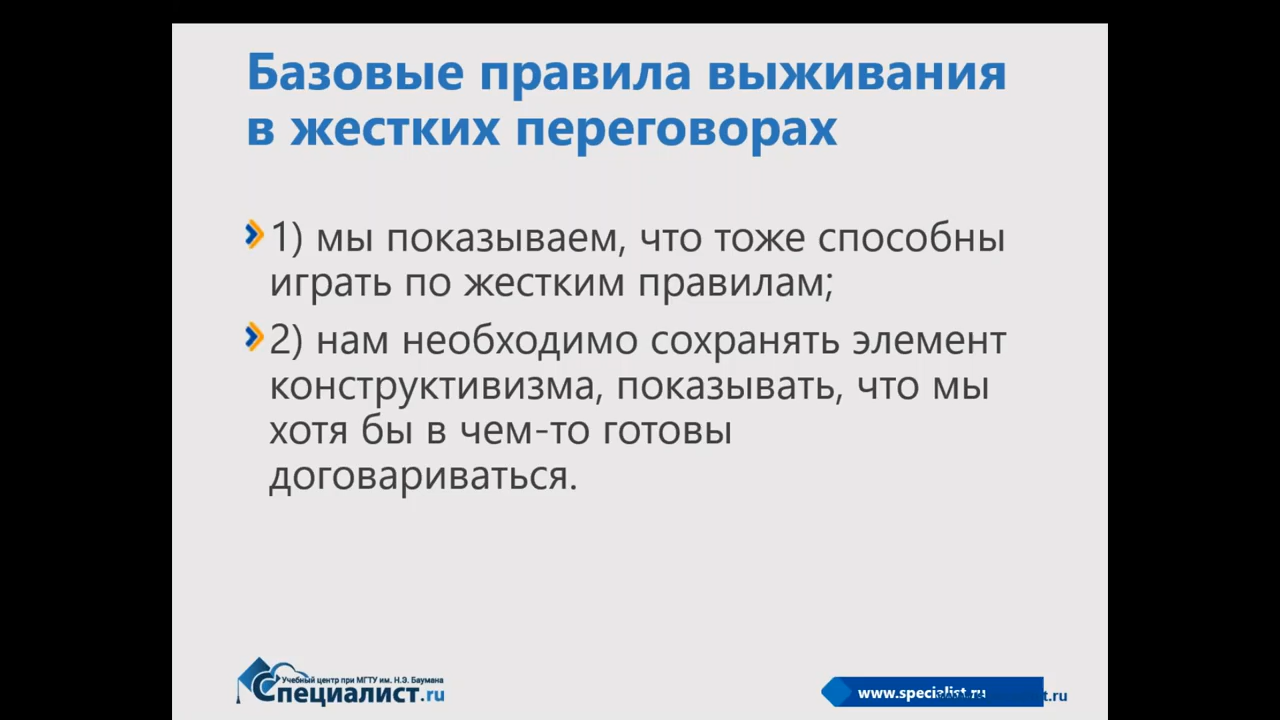 Базовые правила выживания
в жестких переговорах
1) мы показываем, что тоже способны
играть по жестким правилам;
2) нам необходимо сохранять элемент
конструктивизма, показывать, что мы
хотя бы в чем-то готовы
договариваться.
Учебный центр при МГТУ им. Н.Э. Баумана
Специалист.ru
www.specialist.ru